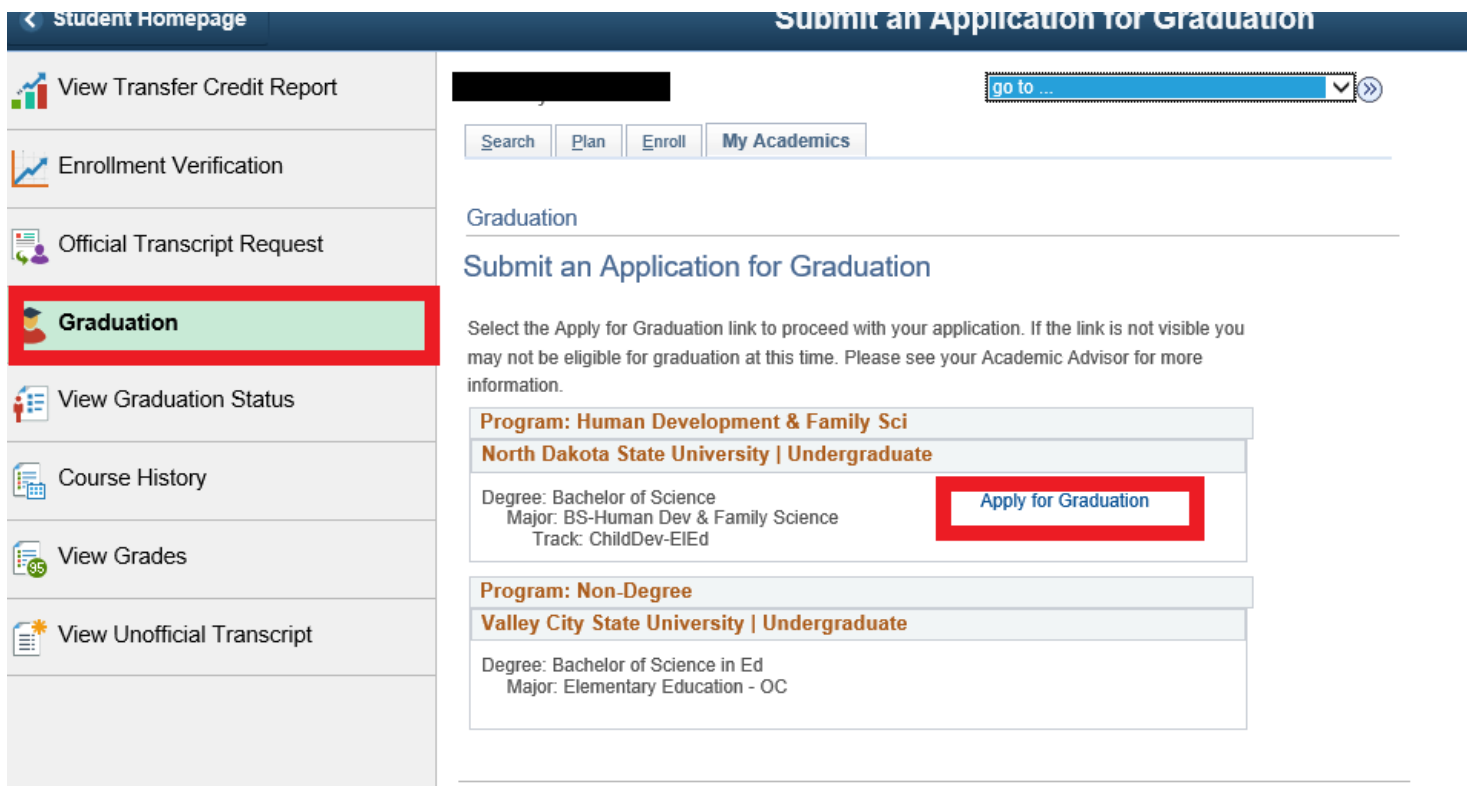 Student Homepage
Submit an Application for Graduation
View Transfer Credit Report
Enrollment Verification
Official Transcript Request
Graduation
View Graduation Status
Course History
95
View Grades
View Unofficial Transcript
go to ...
Search
Plan
Enroll
My Academics
Graduation
Submit an Application for Graduation
Select the Apply for Graduation link to proceed with your application. If the link is not visible you
may not be eligible for graduation at this time. Please see your Academic Advisor for more
information.
Program: Human Development & Family Sci
North Dakota State University | Undergraduate
Degree: Bachelor of Science
Major: BS-Human Dev & Family Science
Track: ChildDev-ElEd
Apply for Graduation
Program: Non-Degree
Valley City State University | Undergraduate
Degree: Bachelor of Science in Ed
Major: Elementary Education - OC